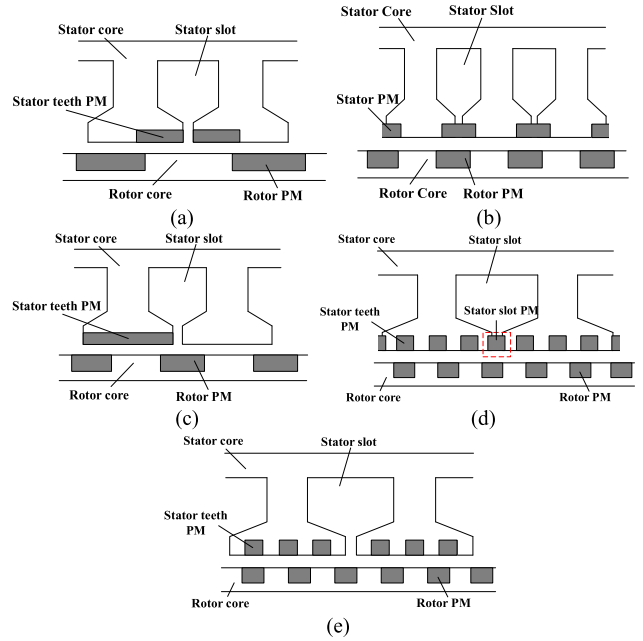 Stator core
Stator slot
Stator teeth PM
Rotor core
Rotor PM
(a)
Stator Core
Stator Slot
Stator PM
Rotor Core
Rotor PM
(b)
Stator core
Stator slot
Stator teeth PM
Rotor core
Rotor PM
(c)
Stator core
Stator slot
Stator teeth
PM
Stator slot PM
Rotor core
Rotor PM
(d)
Stator core
Stator slot
Stator teeth
PM
Rotor core
Rotor PM
(e)